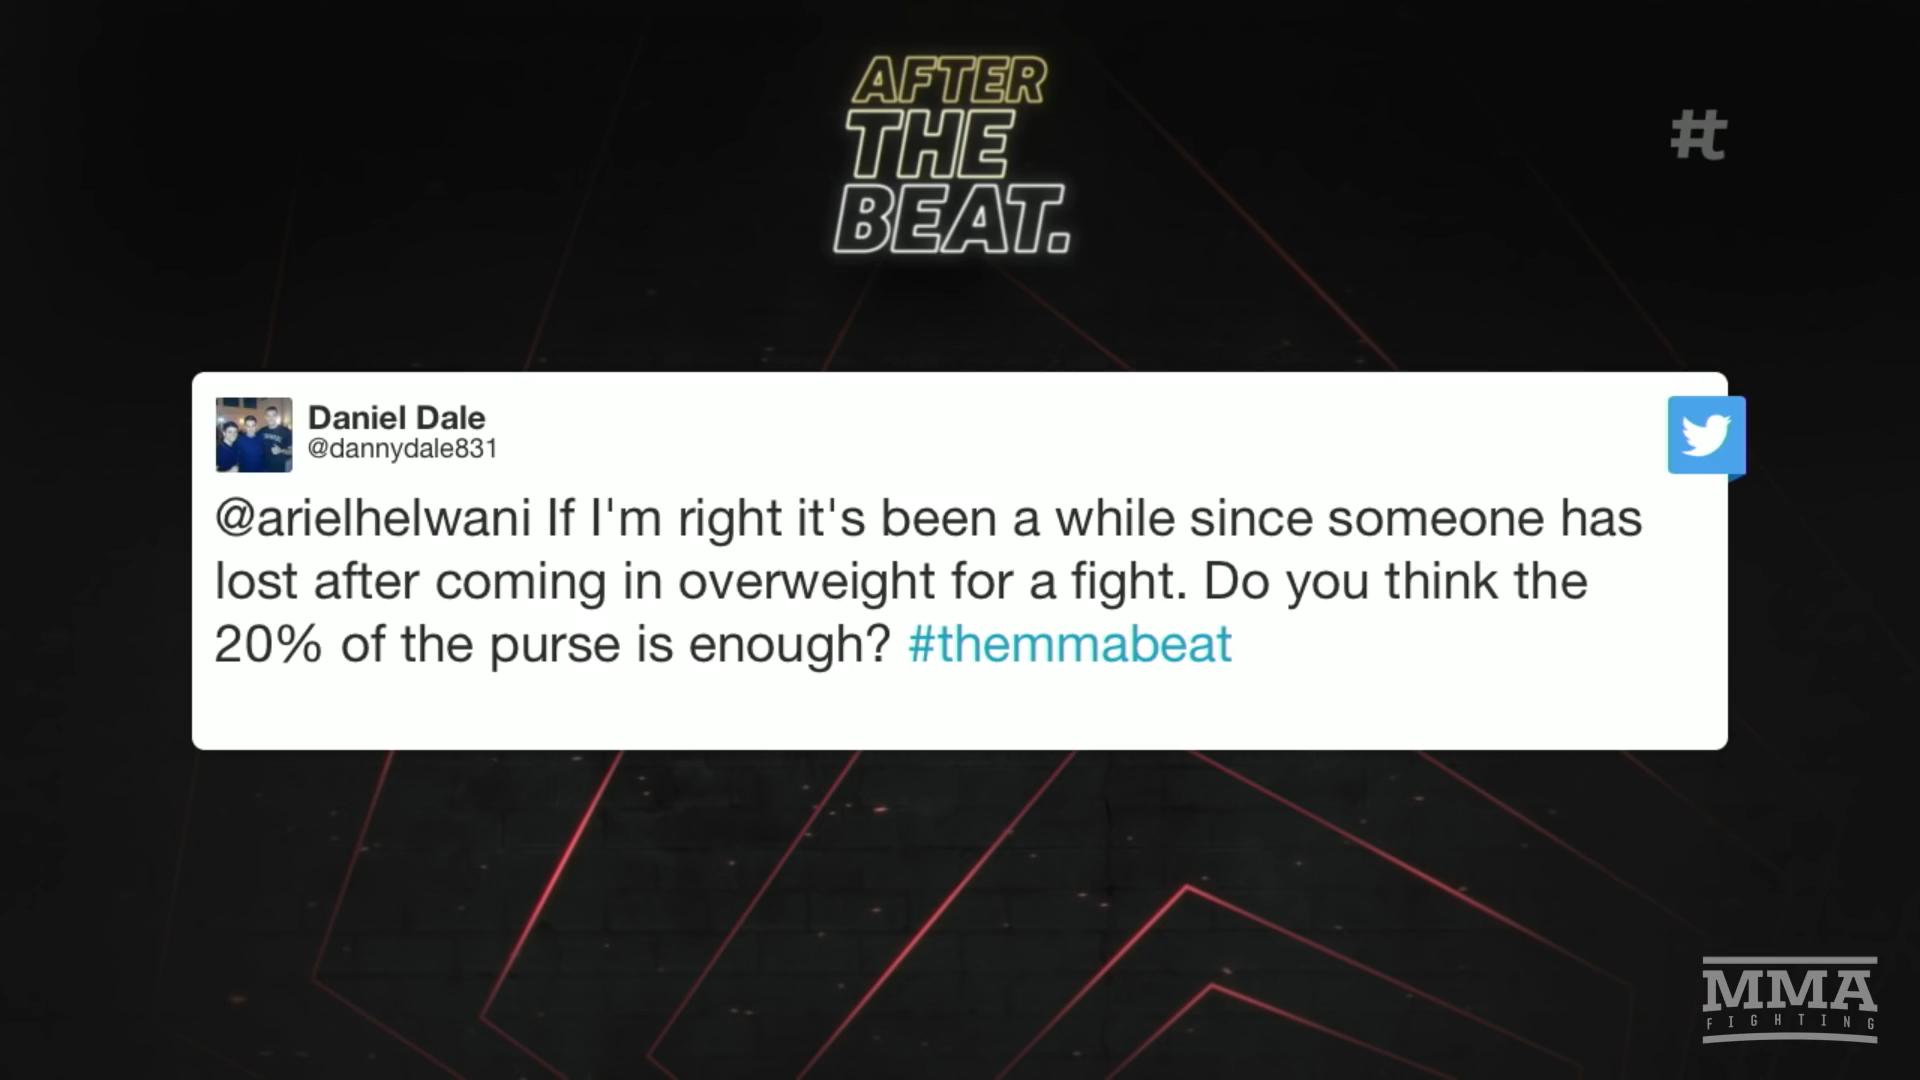 AFTER
THE
BEAT.
#t
Daniel Dale
@dannydale831
@arielhelwani If I'm right it's been a while since someone has
lost after coming in overweight for a fight. Do you think the
20% of the purse is enough? #themmabeat
MMA
FIGHTING